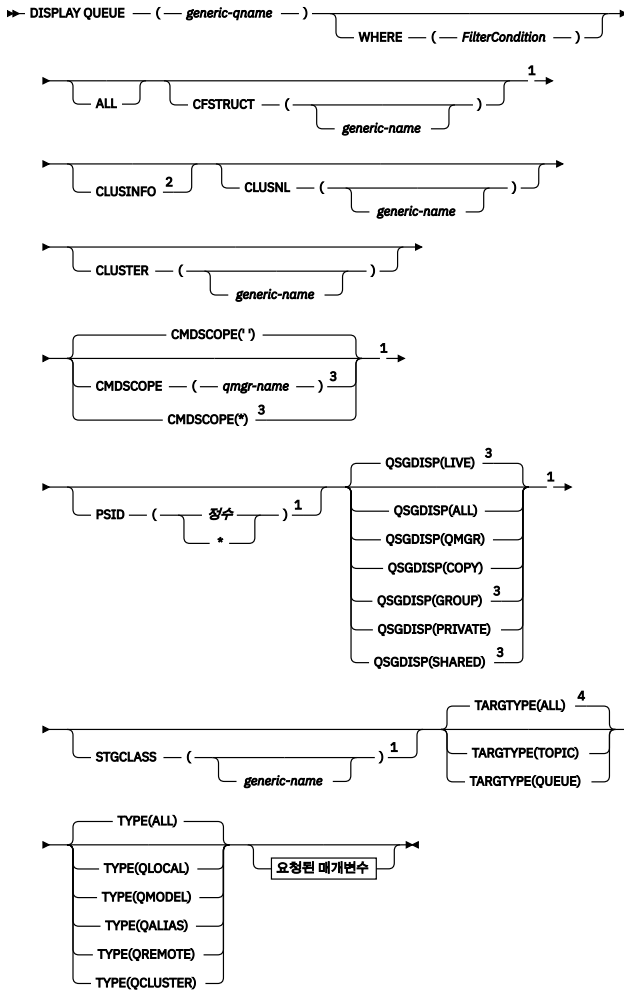 DISPLAY QUEUE ( generic-qname )
WHERE ( FilterCondition )
ALL
CFSTRUCT ( ) 1
generic-name
CLUSINFO 2
CLUSNL ( )
generic-name
CLUSTER ( )
generic-name
CMDSCOPE(' ')
CMDSCOPE ( qmgr-name ) 3
CMDSCOPE(*) 3
1
PSID ( 정수 ) 1
*
QSGDISP(LIVE) 3
QSGDISP(ALL)
QSGDISP(QMGR)
QSGDISP(COPY)
QSGDISP(GROUP) 3
QSGDISP(PRIVATE)
QSGDISP(SHARED) 3
1
STGCLASS ( ) 1
generic-name
TARGTYPE(ALL) 4
TARGTYPE(TOPIC)
TARGTYPE(QUEUE)
TYPE(ALL)
TYPE(QLOCAL)
TYPE(QMODEL)
TYPE(QALIAS)
TYPE(QREMOTE)
TYPE(QCLUSTER)
요청된 매개변수